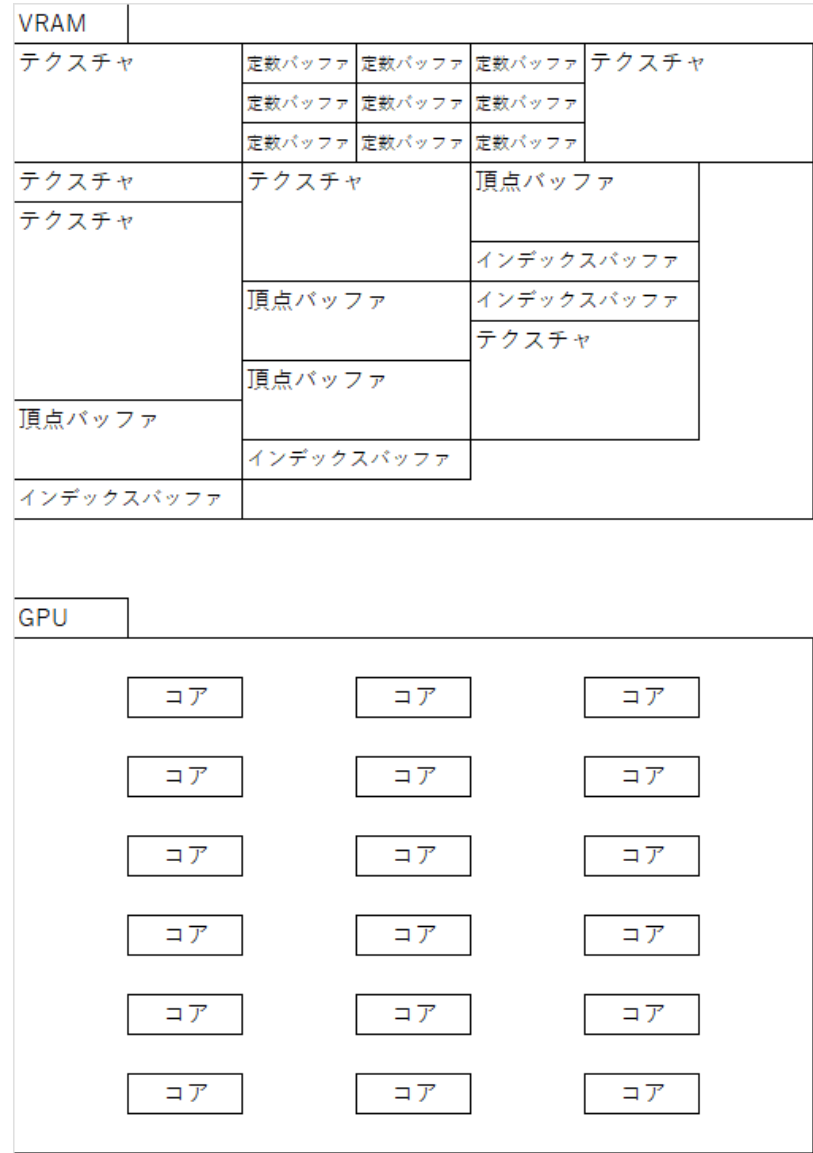 VRAM
テクスチャ 定数バッファ 定数バッファ 定数バッファ テクスチャ
定数バッファ 定数バッファ 定数バッファ
定数バッファ 定数バッファ 定数バッファ
テクスチャ テクスチャ 頂点バッファ
テクスチャ
インデックスバッファ
頂点バッファ インデックスバッファ
テクスチャ
頂点バッファ
頂点バッファ
インデックスバッファ
インデックスバッファ
GPU
コア コア コア
コア コア コア
コア コア コア
コア コア コア
コア コア コア
コア コア コア